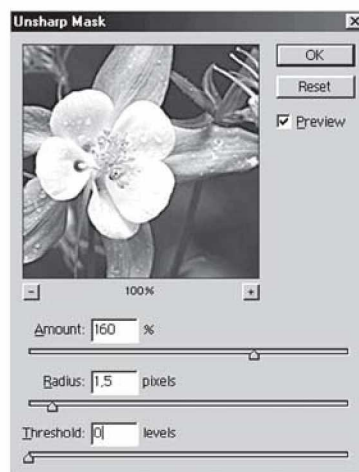 Unsharp Mask
OK
Reset
Preview
- 100% +
Amount: 160 %
Radius: 1,5 pixels
Threshold: 0 levels